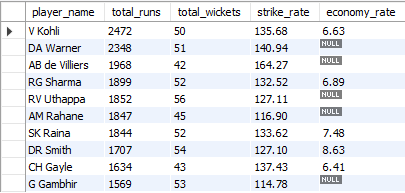 player_name total_runs total_wickets strike_rate economy_rate
V Kohli 2472 50 135.68 6.63
DA Warner 2348 51 140.94 NULL
AB de Villiers 1968 42 164.27 NULL
RG Sharma 1899 52 132.52 6.89
RV Uthappa 1852 56 127.11 NULL
AM Rahane 1847 45 116.90 NULL
SK Raina 1844 52 133.62 7.48
DR Smith 1707 54 127.10 8.63
CH Gayle 1634 43 137.43 6.41
G Gambhir 1569 53 114.78 NULL